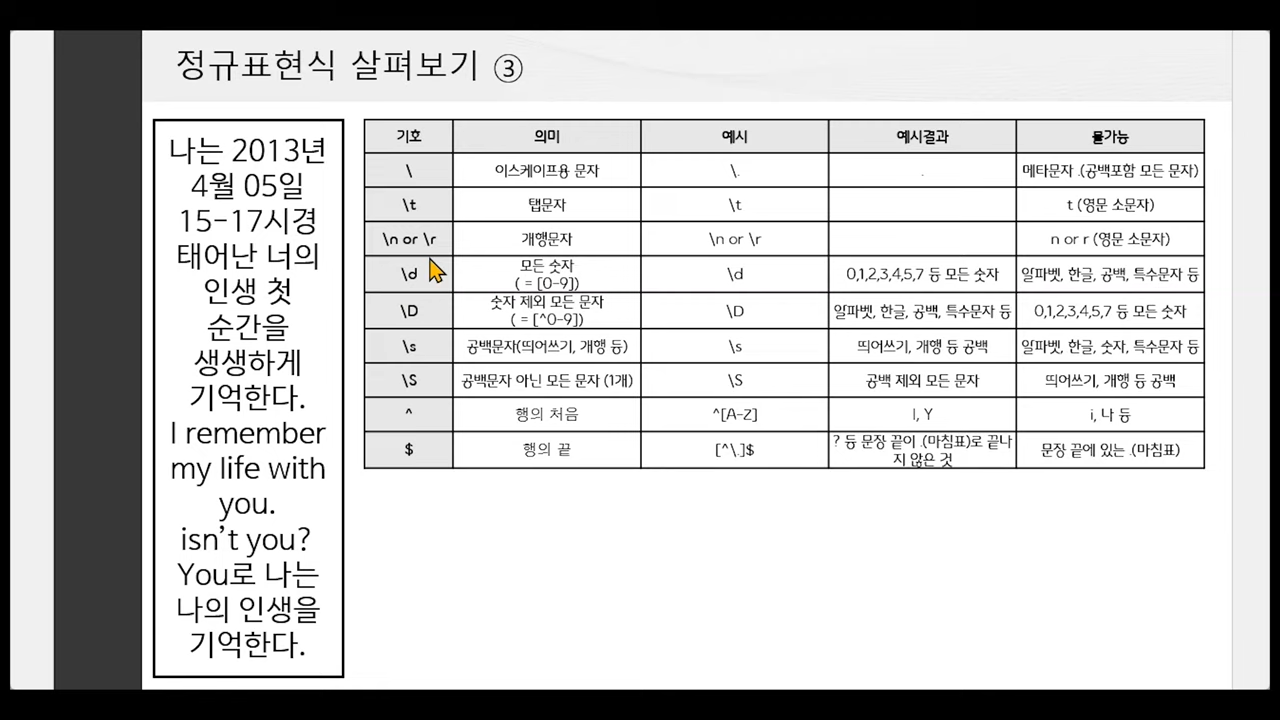 정규표현식 살펴보기 ③
나는 2013년
4월 05일
15-17시경
태어난 너의
인생 첫
순간을
생생하게
기억한다.
I remember
my life with
you.
isn't you?
You로 나는
나의 인생을
기억한다.
기호 의미 예시 예시결과 불가능
\ 이스케이프용 문자 \. . 메타문자 .(공백포함 모든 문자)
\t 탭문자 \t t (영문 소문자)
\n or \r 개행문자 \n or \r n or r (영문 소문자)
\d 모든 숫자 ( = [0-9]) \d 0,1,2,3,4,5,7 등 모든 숫자 알파벳, 한글, 공백, 특수문자 등
\D 숫자 제외 모든 문자 ( = [^0-9]) \D 알파벳, 한글, 공백, 특수문자 등 0,1,2,3,4,5,7 등 모든 숫자
\s 공백문자(띄어쓰기, 개행 등) \s 띄어쓰기, 개행 등 공백 알파벳, 한글, 숫자, 특수문자 등
\S 공백문자 아닌 모든 문자 (1개) \S 공백 제외 모든 문자 띄어쓰기, 개행 등 공백
^ 행의 처음 ^[A-Z] I, Y i, 나 등
$ 행의 끝 [^\.]$ ? 등 문장 끝이 .(마침표)로 끝나지 않은 것 문장 끝에 있는 .(마침표)